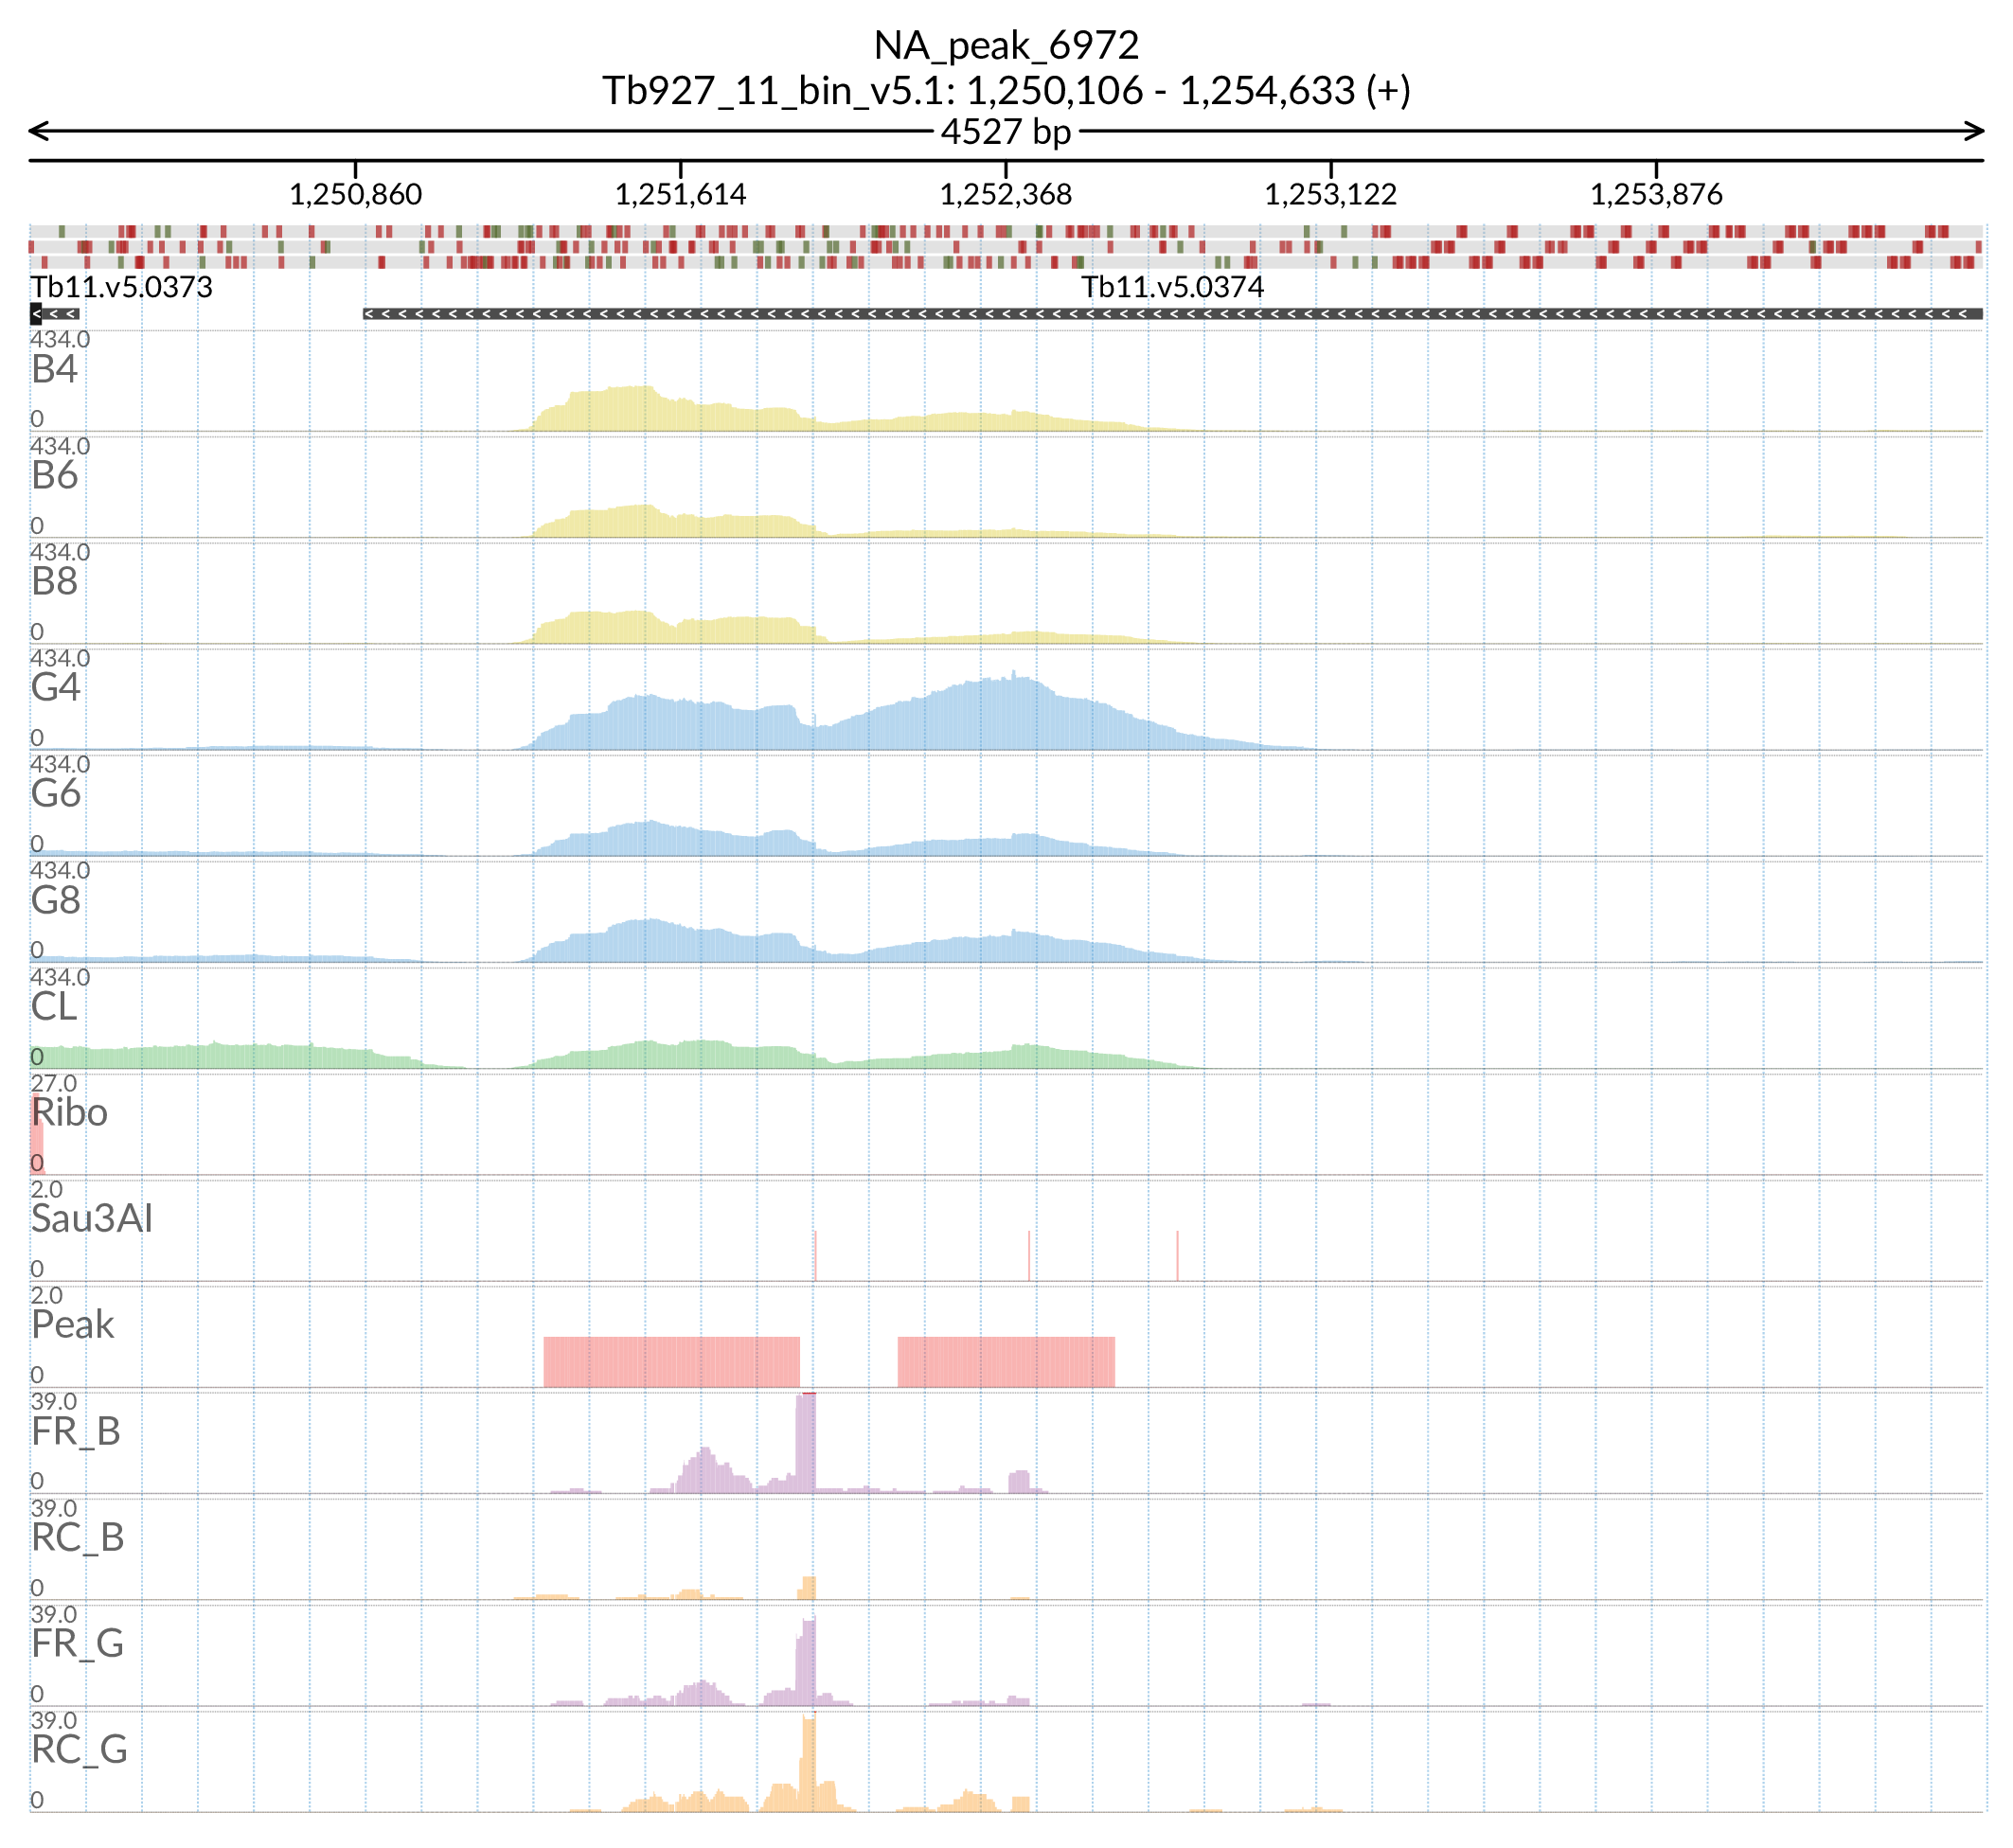 NA_peak_6972
Tb927_11_bin_v5.1: 1,250,106 - 1,254,633 (+)
4527 bp
1,250,860 1,251,614 1,252,368 1,253,122 1,253,876
Tb11.v5.0373 Tb11.v5.0374
434.0
B4
0
434.0
B6
0
434.0
B8
0
434.0
G4
0
434.0
G6
0
434.0
G8
0
434.0
CL
0
27.0
Ribo
0
2.0
Sau3AI
0
2.0
Peak
0
39.0
FR_B
0
39.0
RC_B
0
39.0
FR_G
0
39.0
RC_G
0